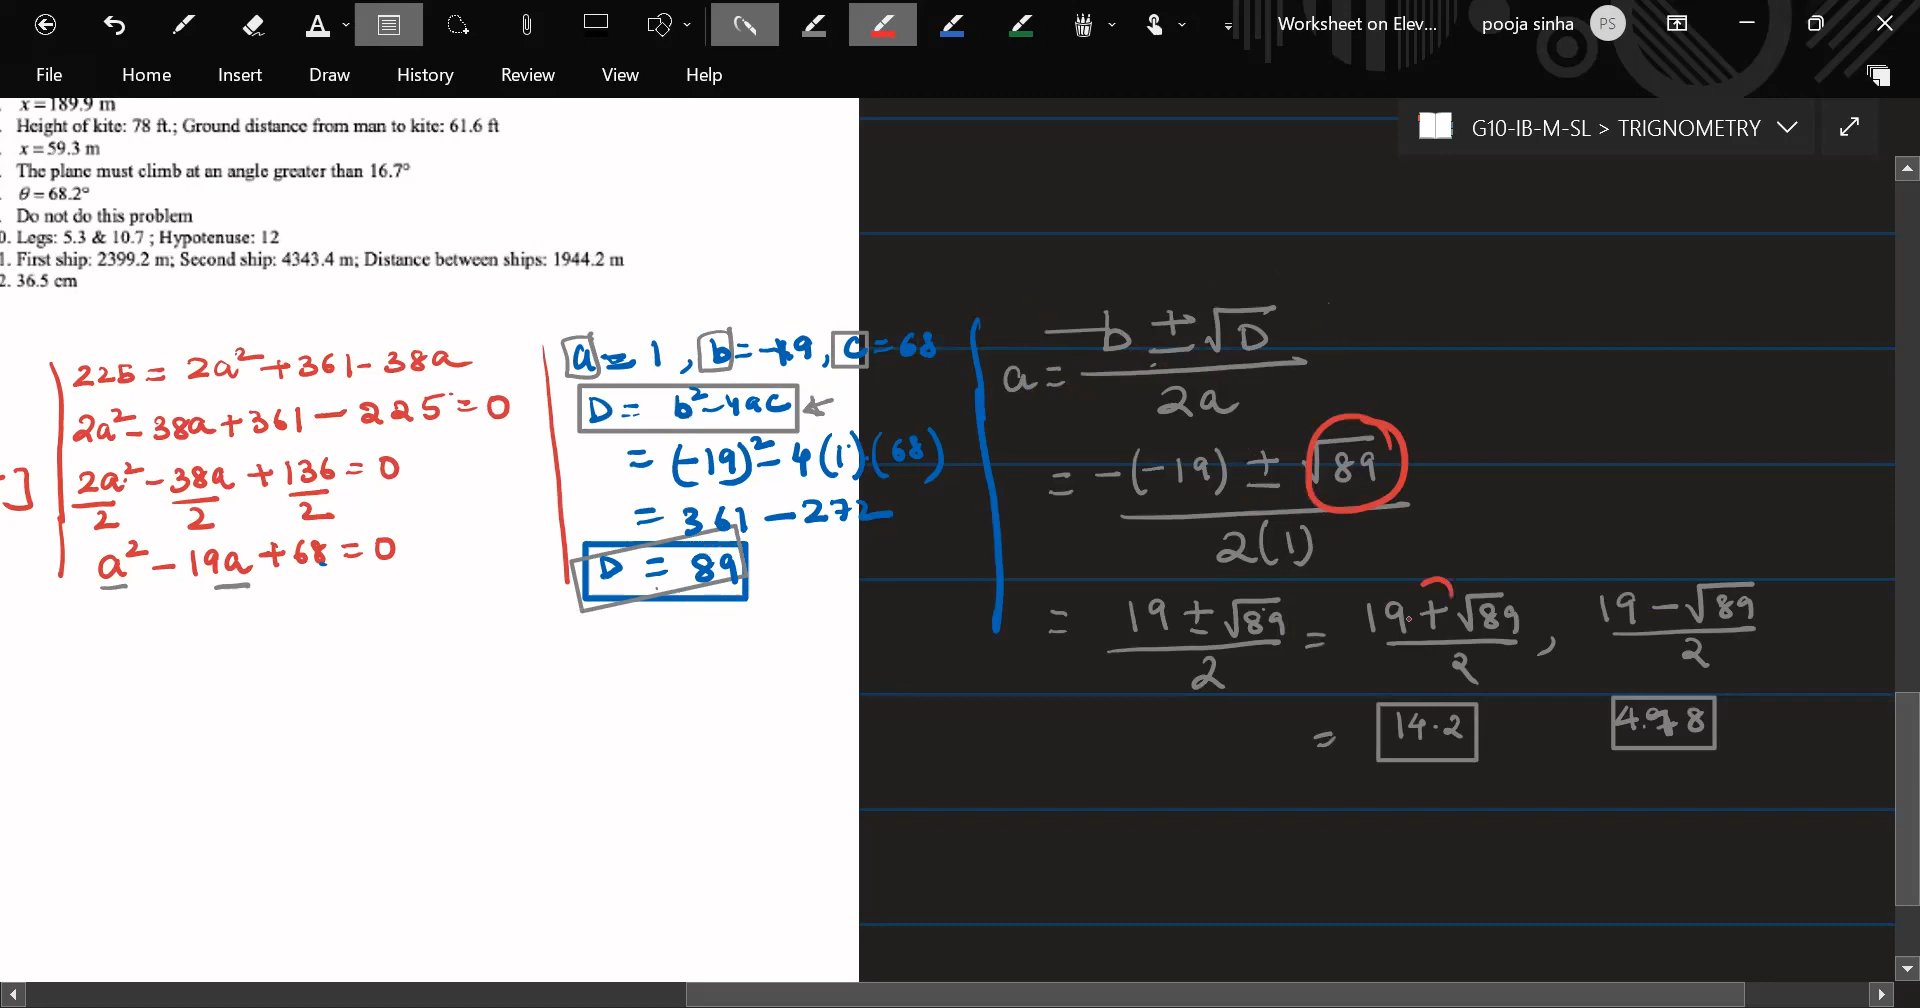 Worksheet on Elev... pooja sinha PS
File Home Insert Draw History Review View Help
G10-IB-M-SL > TRIGNOMETRY
. x = 189.9 m
. Height of kite: 78 ft.; Ground distance from man to kite: 61.6 ft
. x = 59.3 m
. The plane must climb at an angle greater than 16.7°
. θ = 68.2°
. Do not do this problem
0. Legs: 5.3 & 10.7 ; Hypotenuse: 12
1. First ship: 2399.2 m; Second ship: 4343.4 m; Distance between ships: 1944.2 m
2. 36.5 cm
225 = 2a² + 361 - 38a
2a² - 38a + 361 - 225 = 0
2a²/2 - 38a/2 + 136/2 = 0
a² - 19a + 68 = 0
a = 1 , b = -19 , c = 68
D = b² - 4ac ←
= (-19)² - 4(1)(68)
= 361 - 272
D = 89
a = -b ± √D / 2a
= -(-19) ± √89 / 2(1)
= 19 ± √89 / 2 = 19 + √89 / 2 , 19 - √89 / 2
= 14.2 4.78